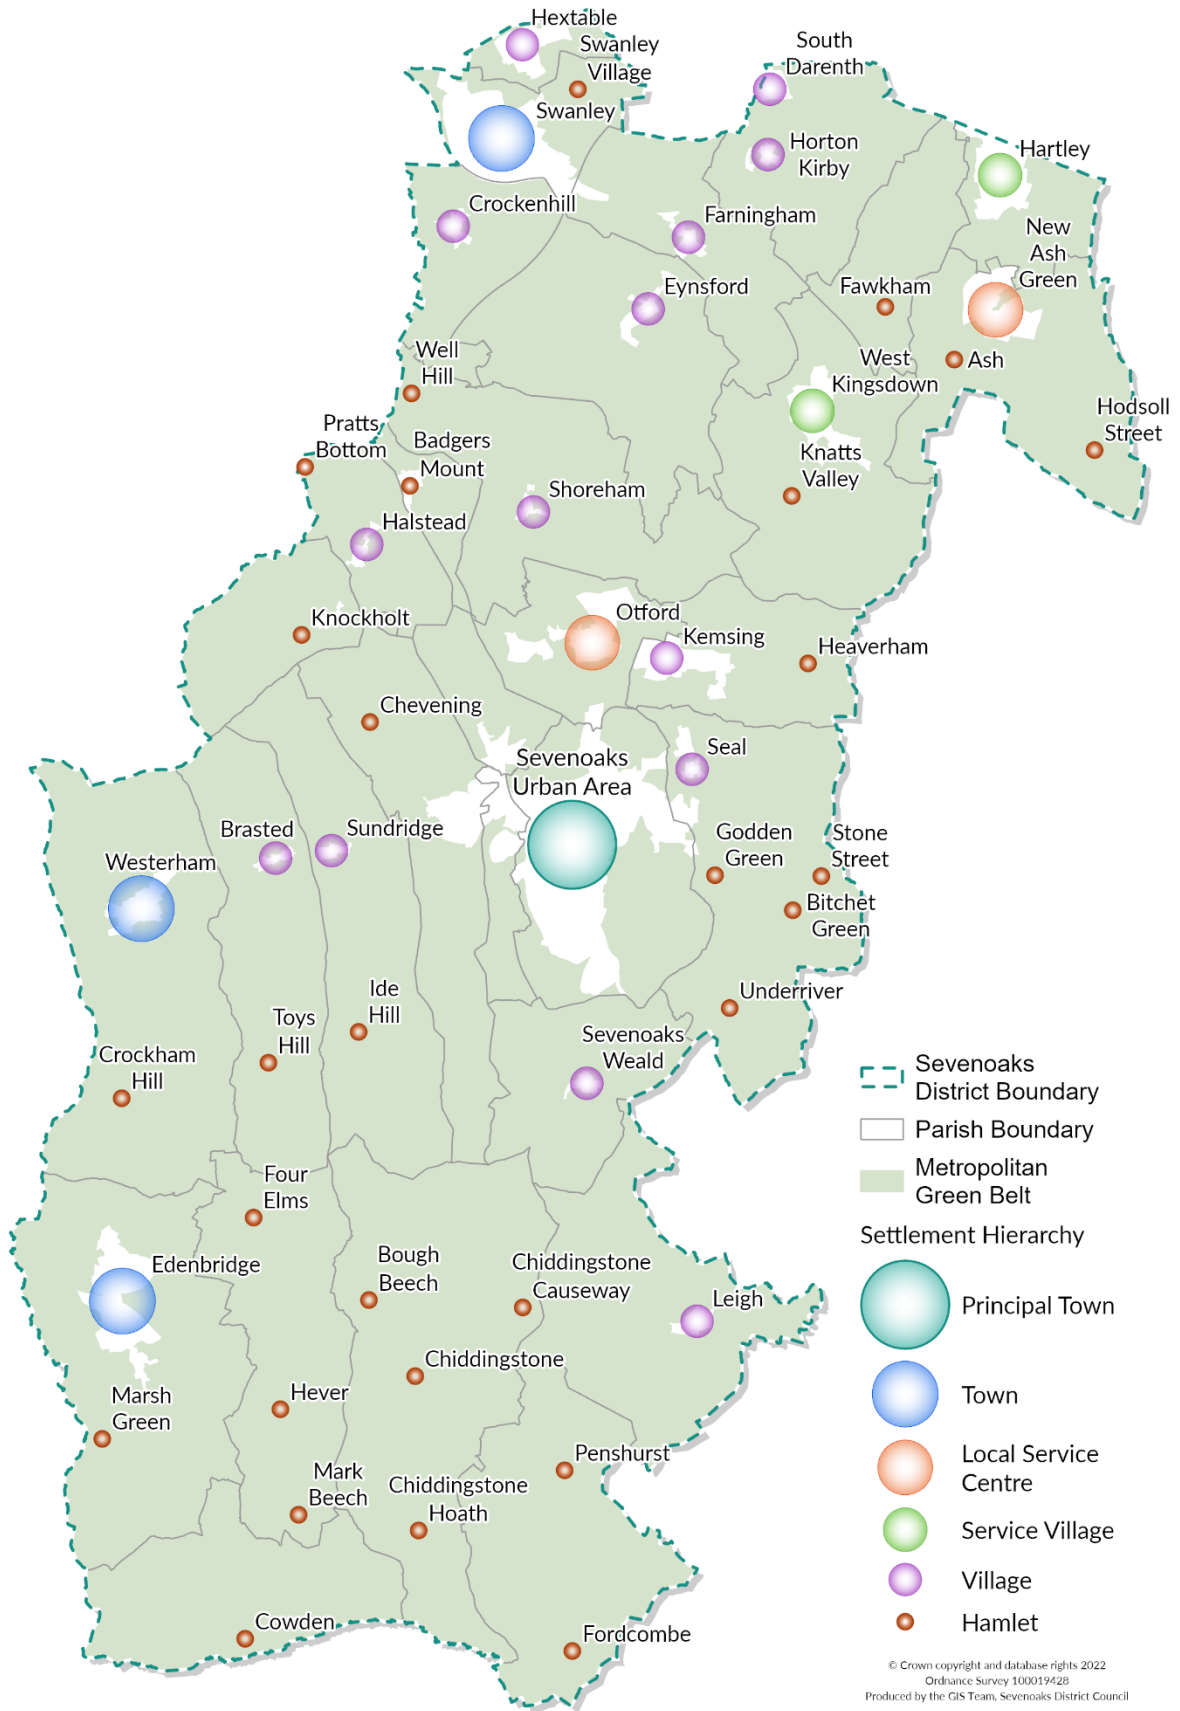 Hextable
Swanley
Village
Swanley
South
Darenth
Horton
Kirby
Hartley
Crockenhill
Farningham
New
Ash
Green
Eynsford
Fawkham
Well
Hill
West
Kingsdown
Ash
Hodsoll
Street
Pratts
Bottom
Badgers
Mount
Knatts
Valley
Shoreham
Halstead
Knockholt
Otford
Kemsing
Heaverham
Chevening
Sevenoaks
Urban Area
Seal
Brasted
Sundridge
Godden
Green
Stone
Street
Westerham
Bitchet
Green
Ide
Hill
Underriver
Toys
Hill
Sevenoaks
Weald
Crockham
Hill
Four
Elms
Edenbridge
Bough
Beech
Chiddingstone
Causeway
Leigh
Chiddingstone
Marsh
Green
Hever
Penshurst
Mark
Beech
Chiddingstone
Hoath
Cowden
Fordcombe
Sevenoaks
District Boundary
Parish Boundary
Metropolitan
Green Belt
Settlement Hierarchy
Principal Town
Town
Local Service
Centre
Service Village
Village
Hamlet
© Crown copyright and database rights 2022
Ordnance Survey 100019428
Produced by the GIS Team, Sevenoaks District Council